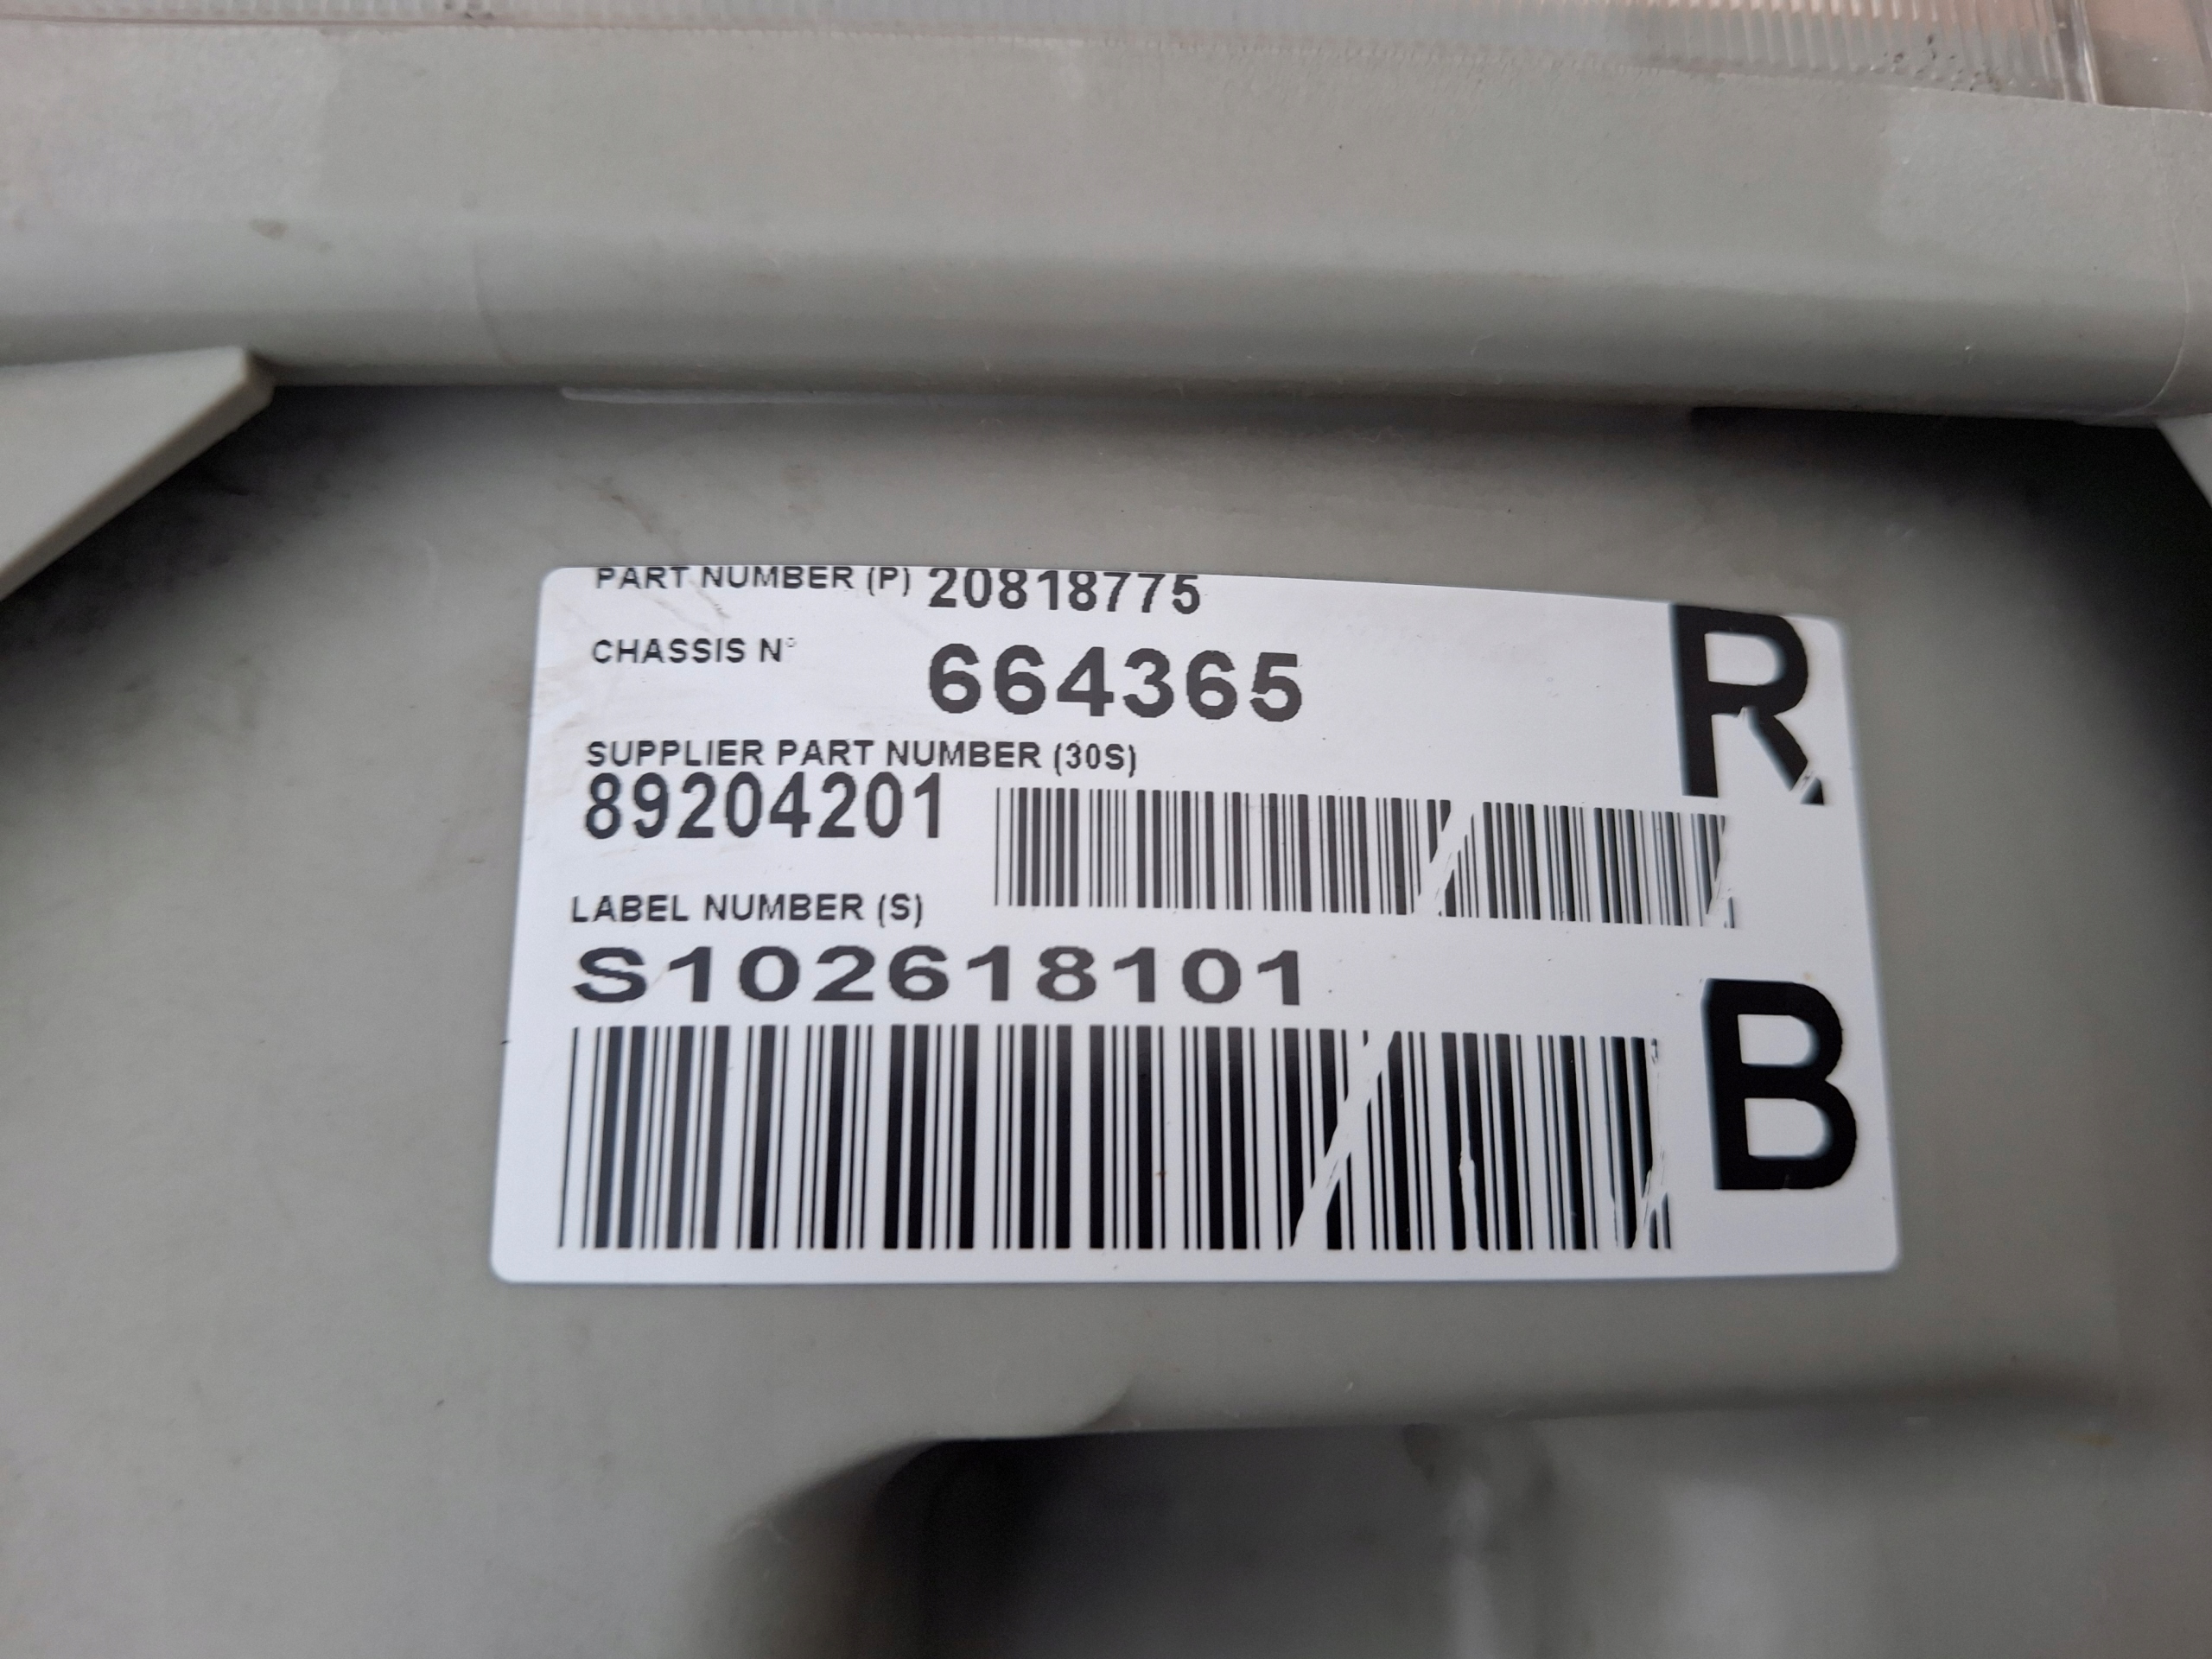 PART NUMBER (P) 20818775
R
CHASSIS N° 664365
SUPPLIER PART NUMBER (30S)
89204201
LABEL NUMBER (S)
S102618101
B